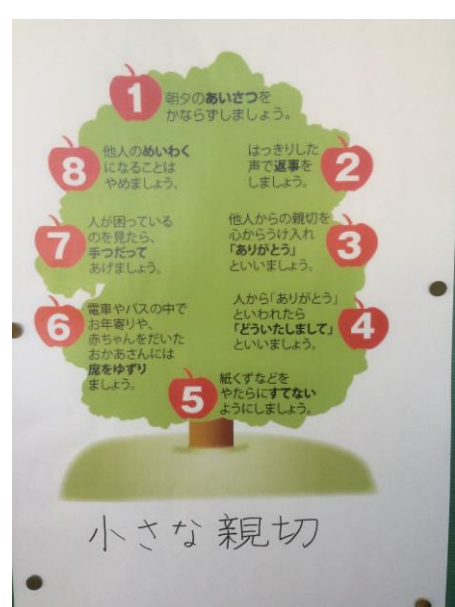 1 朝夕のあいさつを
かならずしましょう。
2 はっきりした
声で返事を
しましょう。
3 他人からの親切を
心からうけ入れ
「ありがとう」
といいましょう。
4 人から「ありがとう」
といわれたら
「どういたしまして」
といいましょう。
5 紙くずなどを
やたらにすてない
ようにしましょう。
6 電車やバスの中で
お年寄りや、
赤ちゃんをだいた
おかあさんには
席をゆずり
ましょう。
7 人が困っている
のを見たら、
手つだって
あげましょう。
8 他人のめいわく
になることは
やめましょう。
小さな親切